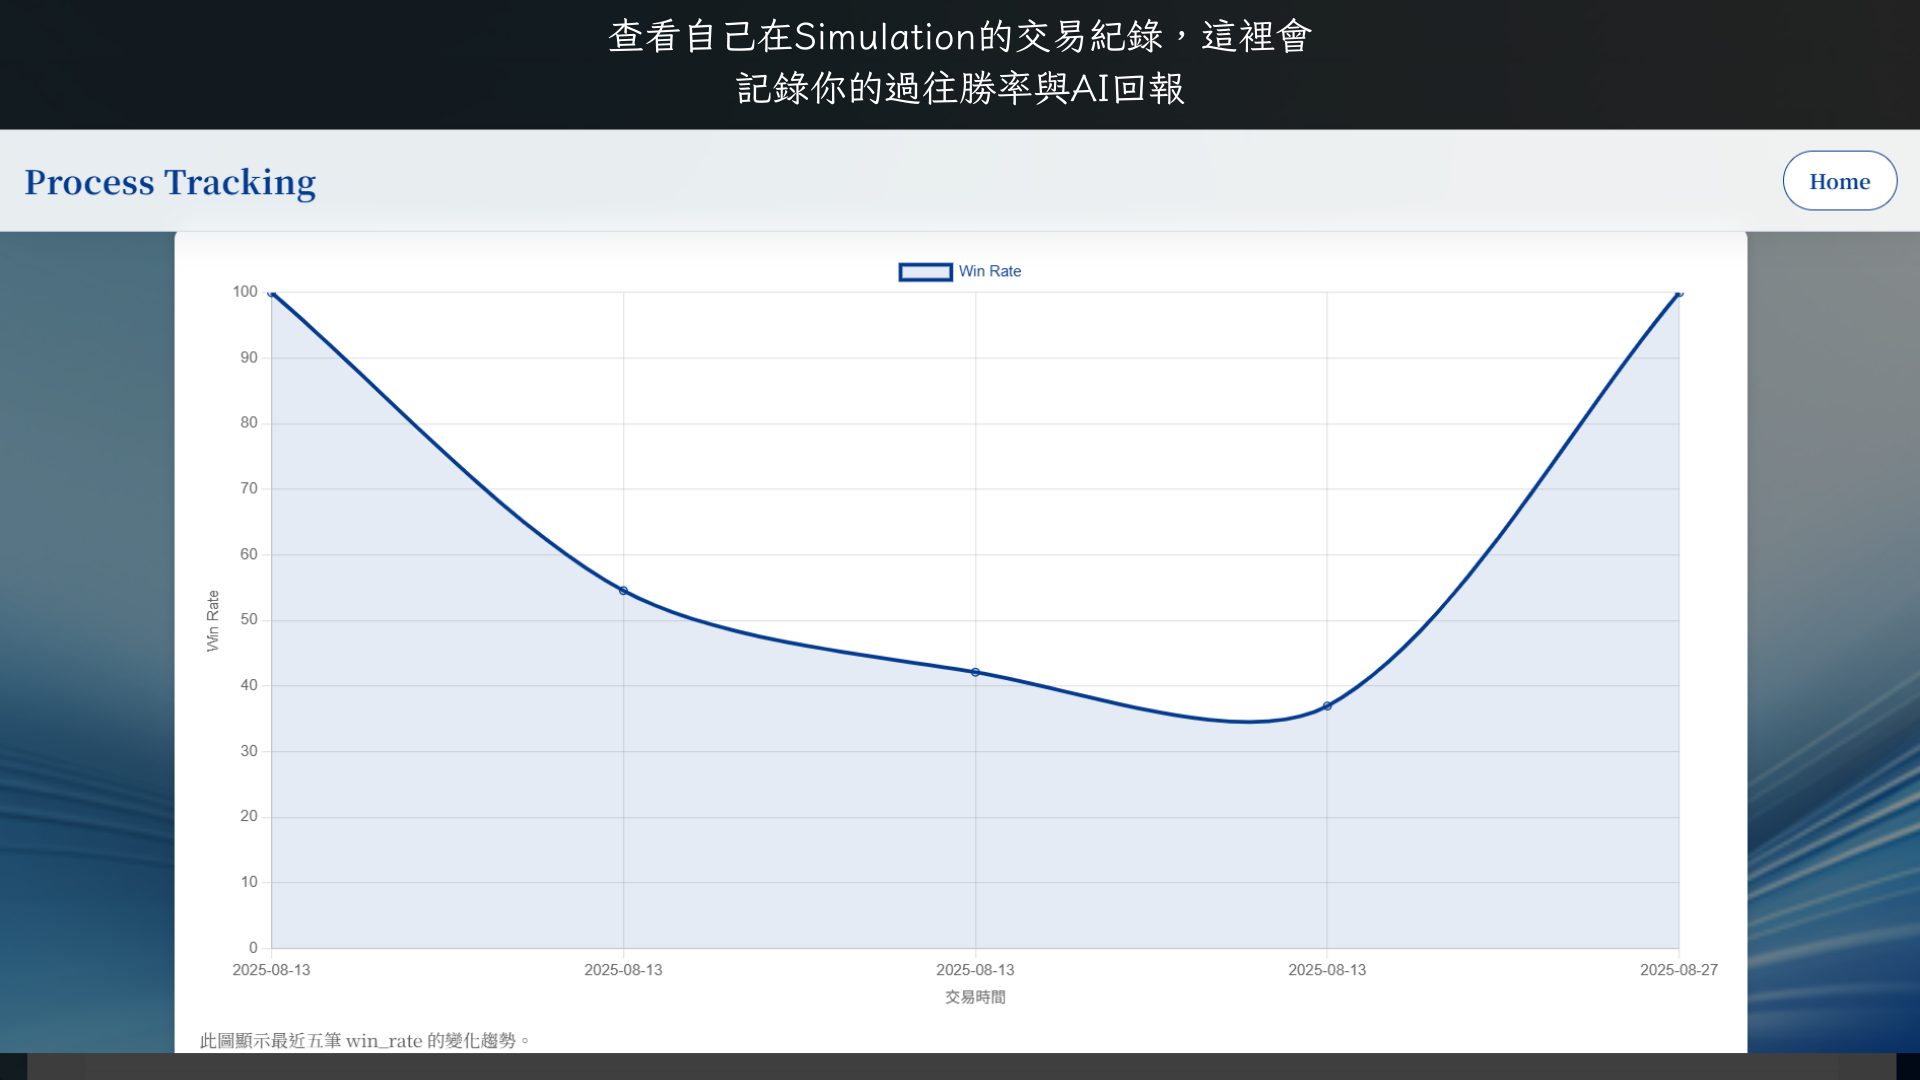 查看自己在Simulation的交易紀錄，這裡會
記錄你的過往勝率與AI回報
Process Tracking
Home
Win Rate
100
90
80
70
60
50
40
30
20
10
0
Win Rate
2025-08-13
2025-08-13
2025-08-13
2025-08-13
2025-08-27
交易時間
此圖顯示最近五筆 win_rate 的變化趨勢。